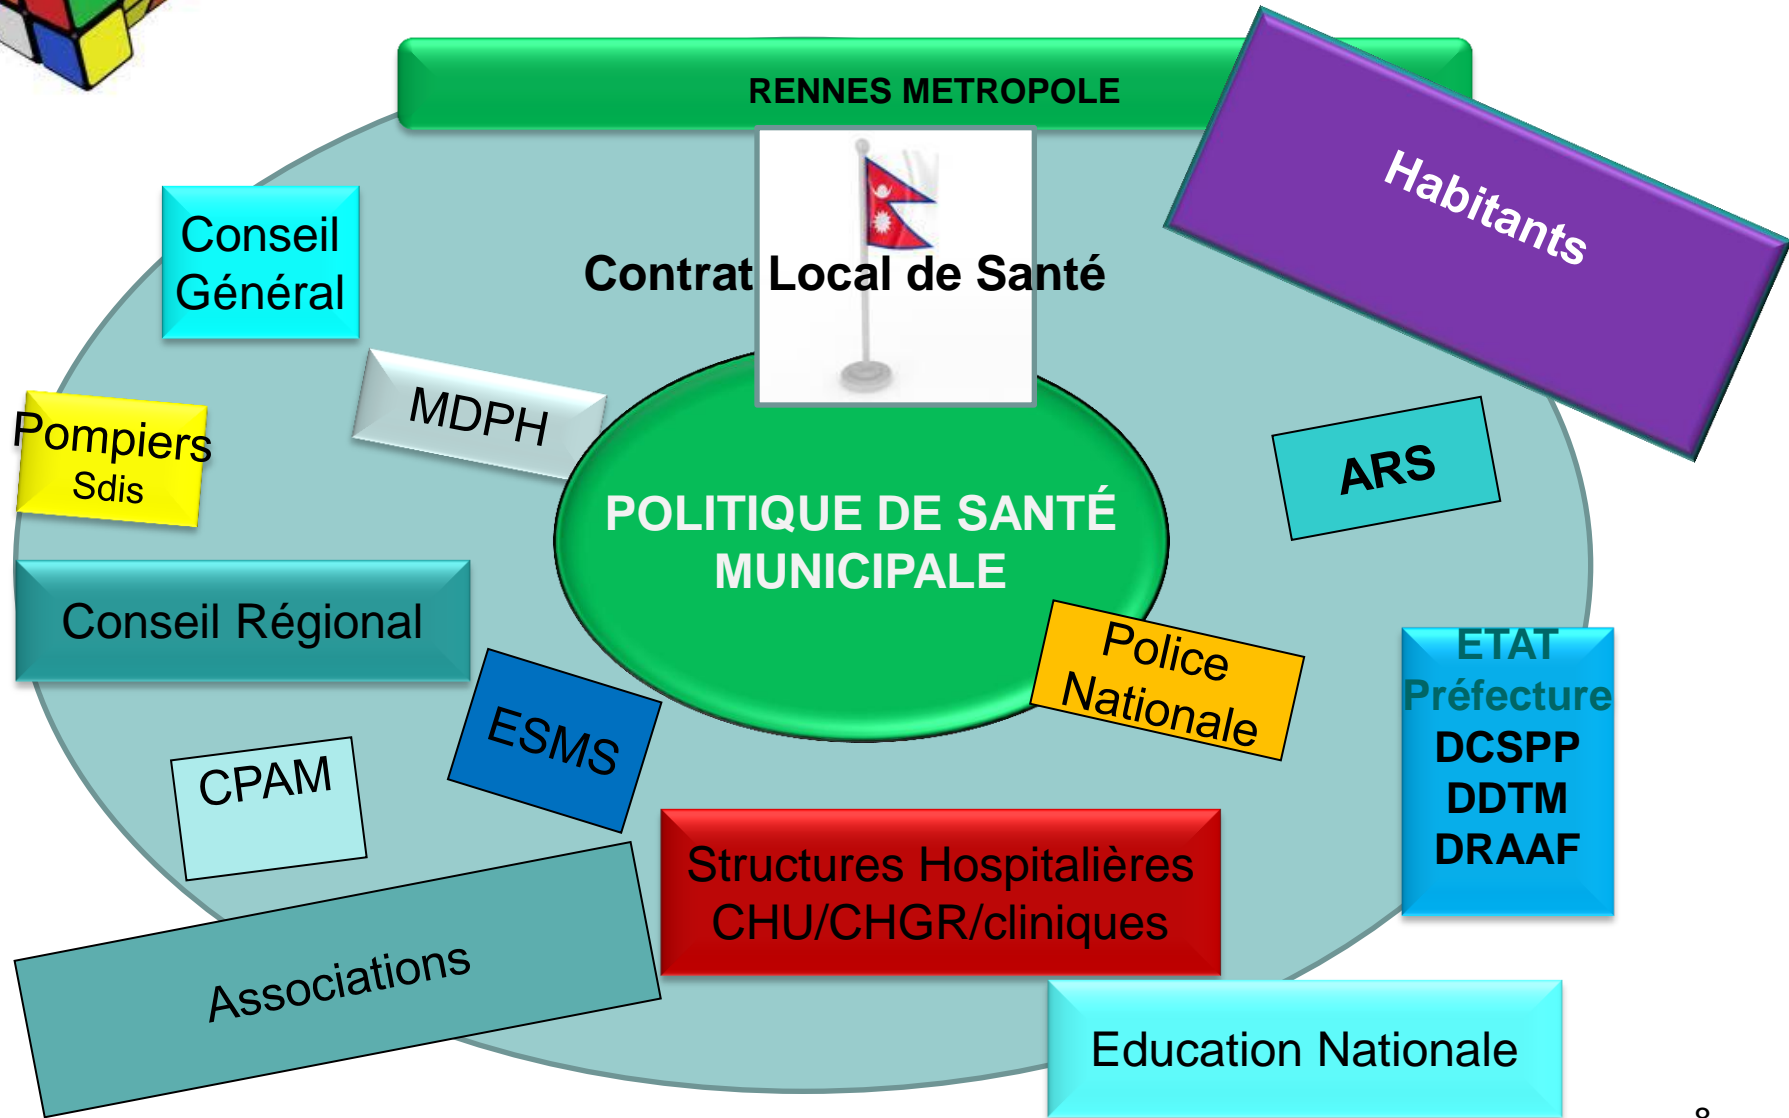 RENNES METROPOLE
Habitants
Conseil
Général
Contrat Local de Santé
MDPH
Pompiers
Sdis
ARS
POLITIQUE DE SANTÉ
MUNICIPALE
Conseil Régional
Police
Nationale
ETAT
Préfecture
DCSPP
DDTM
DRAAF
ESMS
CPAM
Structures Hospitalières
CHU/CHGR/cliniques
Associations
Education Nationale
8